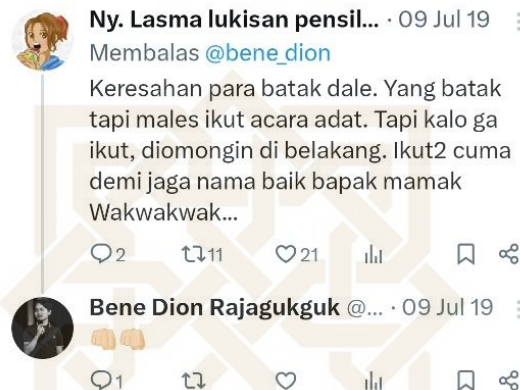 Ny. Lasma lukisan pensil... · 09 Jul 19
Membalas @bene_dion
Keresahan para batak dale. Yang batak
tapi males ikut acara adat. Tapi kalo ga
ikut, diomongin di belakang. Ikut2 cuma
demi jaga nama baik bapak mamak
Wakwakwak...
2 11 21
Bene Dion Rajagukguk @... · 09 Jul 19
👊🏻👊🏻
1